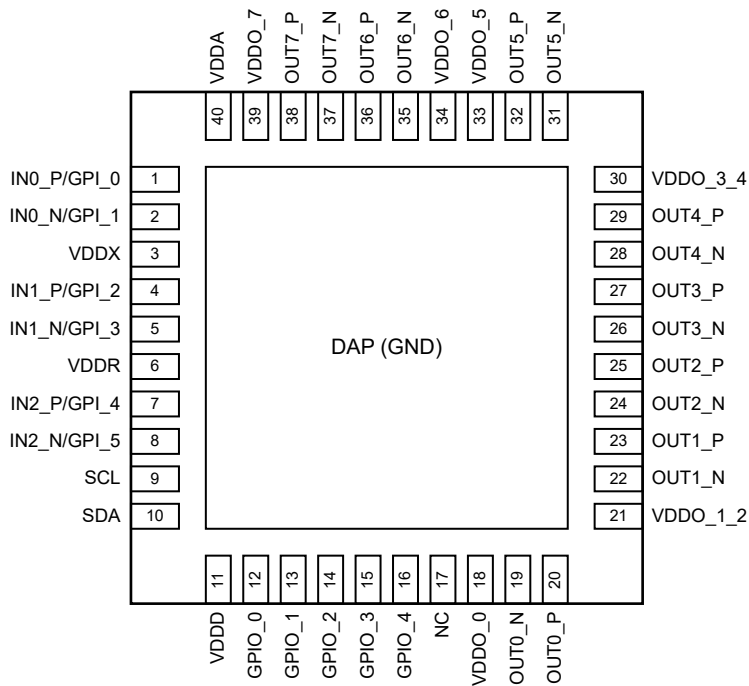 VDDA
VDDO_7
OUT7_P
OUT7_N
OUT6_P
OUT6_N
VDDO_6
VDDO_5
OUT5_P
OUT5_N
40
39
38
37
36
35
34
33
32
31
IN0_P/GPI_0 1
IN0_N/GPI_1 2
VDDX 3
IN1_P/GPI_2 4
IN1_N/GPI_3 5
VDDR 6
IN2_P/GPI_4 7
IN2_N/GPI_5 8
SCL 9
SDA 10
DAP (GND)
30 VDDO_3_4
29 OUT4_P
28 OUT4_N
27 OUT3_P
26 OUT3_N
25 OUT2_P
24 OUT2_N
23 OUT1_P
22 OUT1_N
21 VDDO_1_2
11
12
13
14
15
16
17
18
19
20
VDDD
GPIO_0
GPIO_1
GPIO_2
GPIO_3
GPIO_4
NC
VDDO_0
OUT0_N
OUT0_P